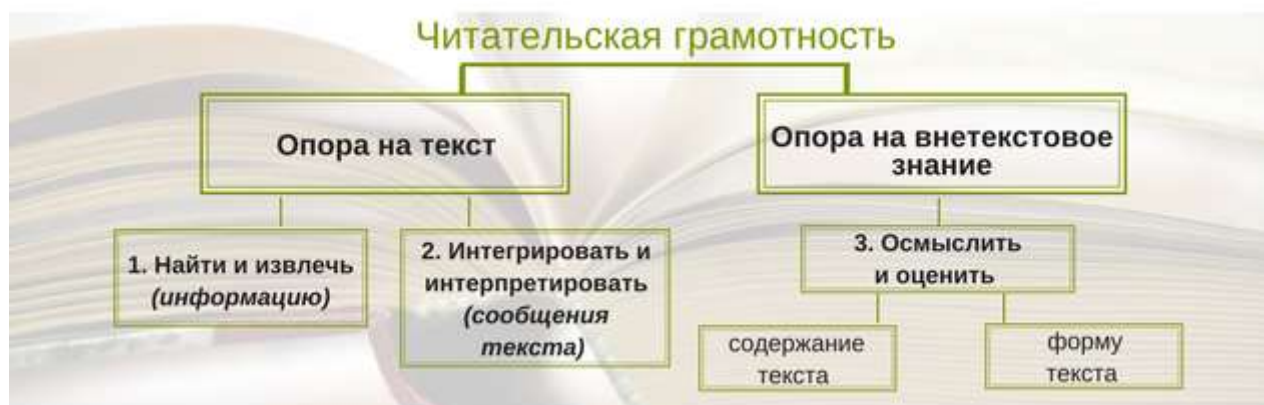 Читательская грамотность
Опора на текст
Опора на внетекстовое
знание
1. Найти и извлечь
(информацию)
2. Интегрировать и
интерпретировать
(сообщения
текста)
3. Осмыслить
и оценить
содержание
текста
форму
текста